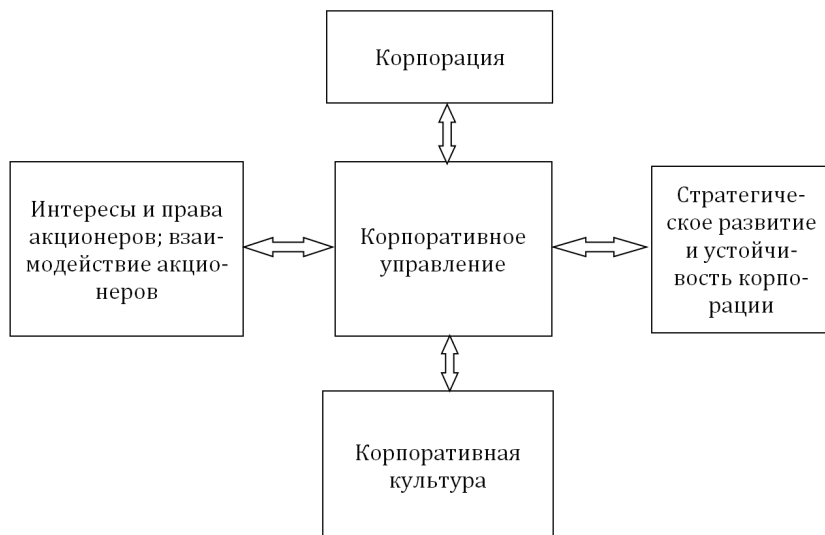 Корпорация
Интересы и права
акционеров; взаи-
модействие акцио-
неров
Корпоративное
управление
Стратегиче-
ское развитие
и устойчи-
вость корпо-
рации
Корпоративная
культура